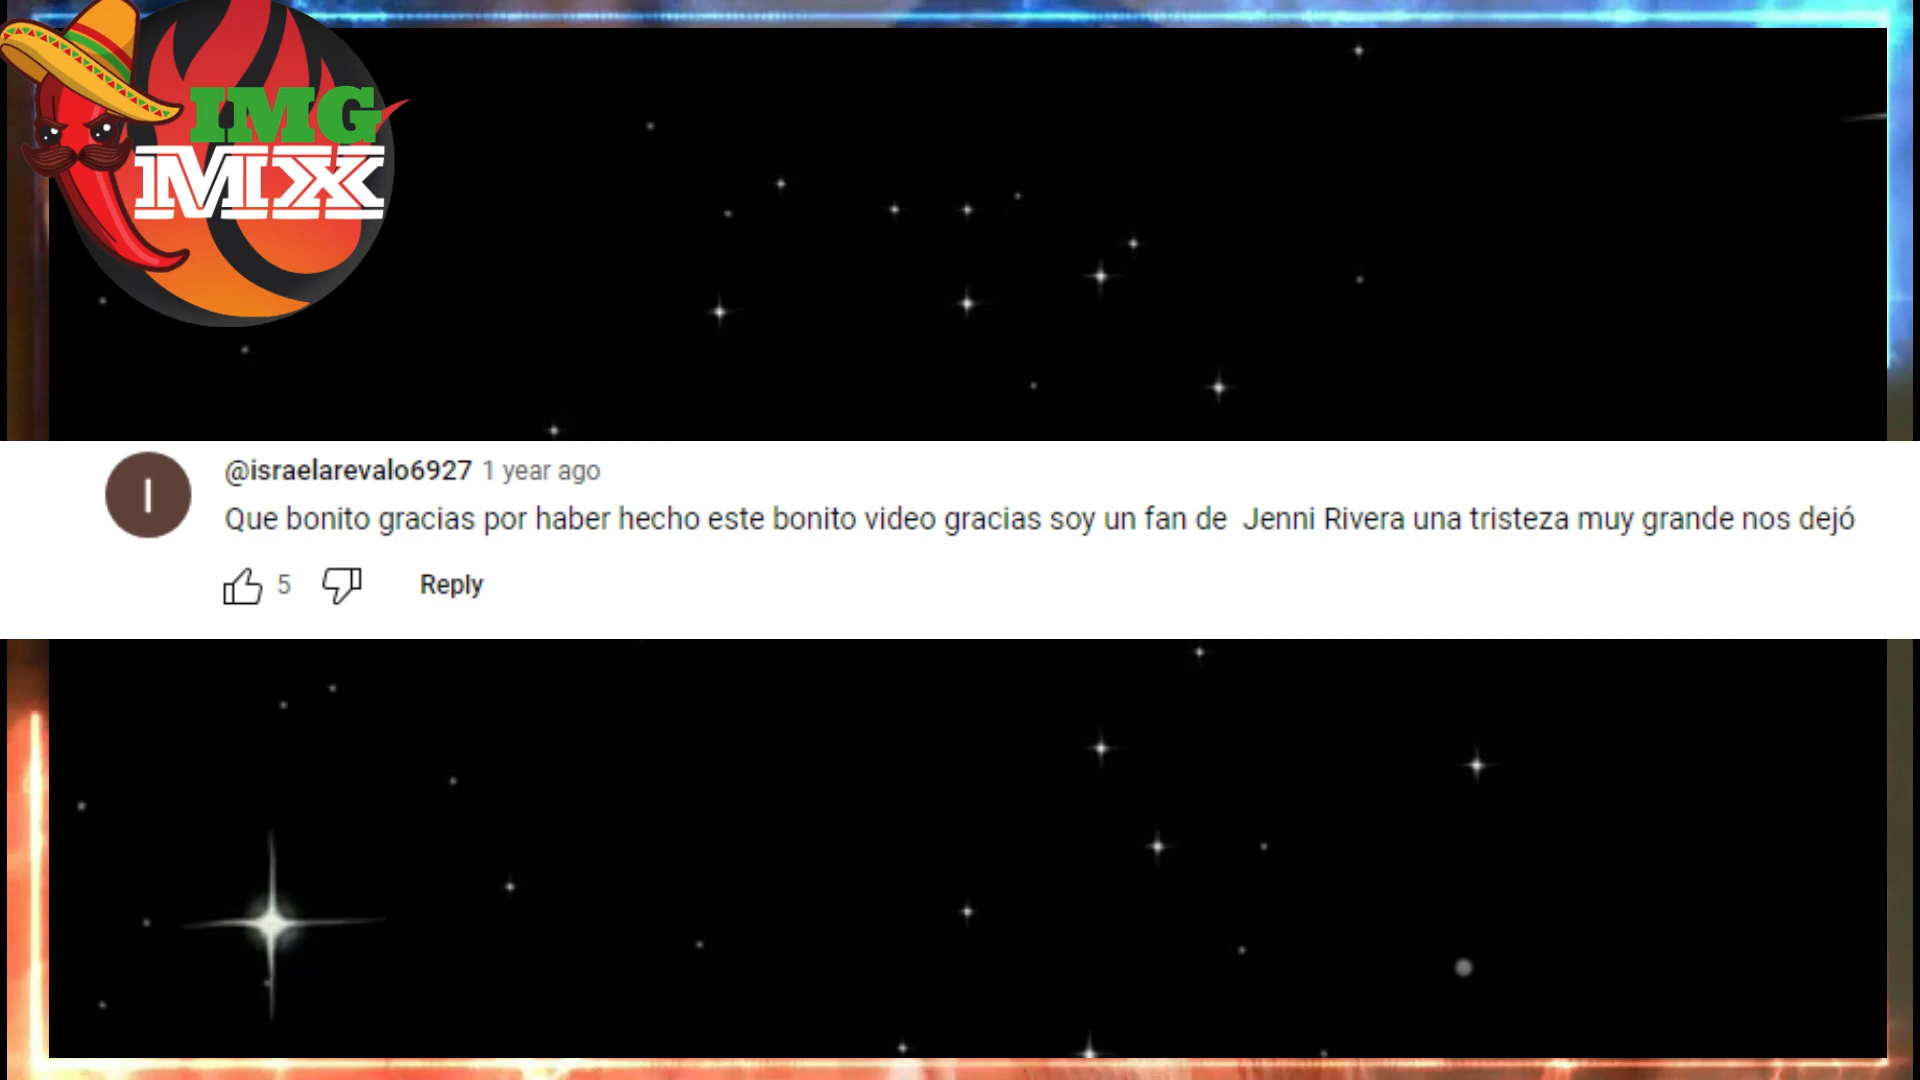 IMG
MX
I
@israelarevalo6927 1 year ago
Que bonito gracias por haber hecho este bonito video gracias soy un fan de  Jenni Rivera una tristeza muy grande nos dejó
5 Reply